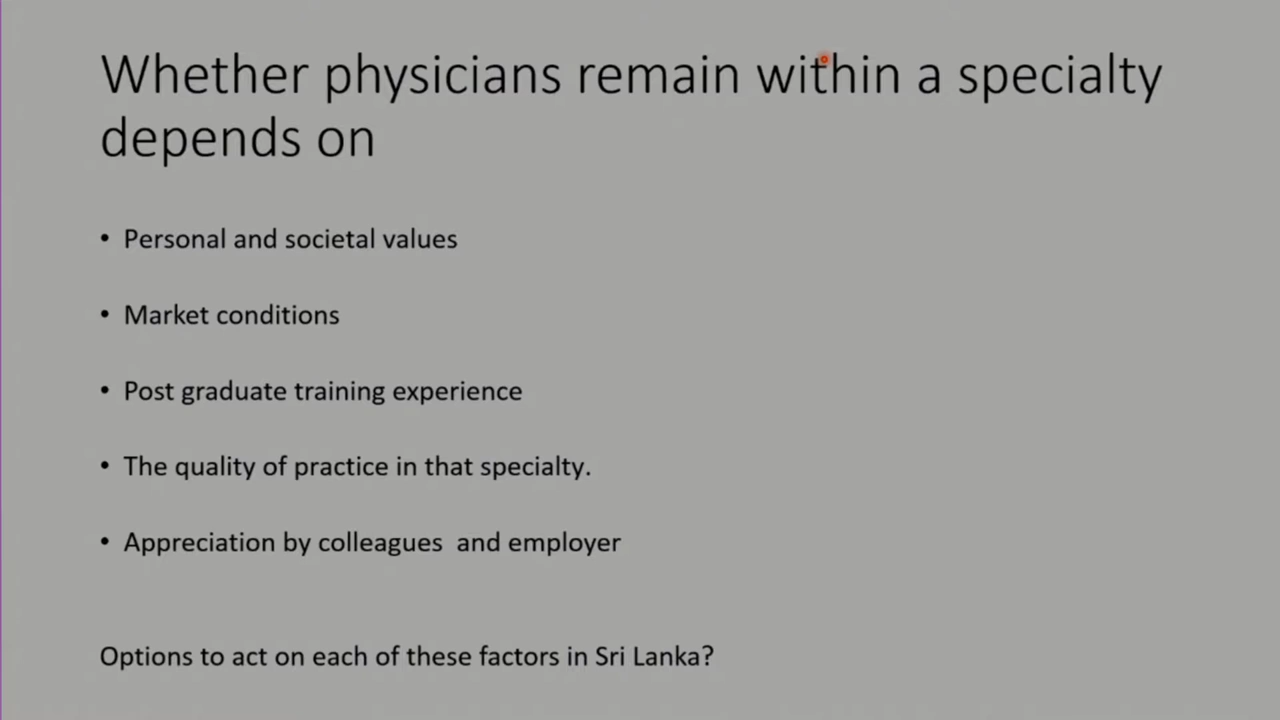 Whether physicians remain within a specialty
depends on
• Personal and societal values
• Market conditions
• Post graduate training experience
• The quality of practice in that specialty.
• Appreciation by colleagues  and employer
Options to act on each of these factors in Sri Lanka?